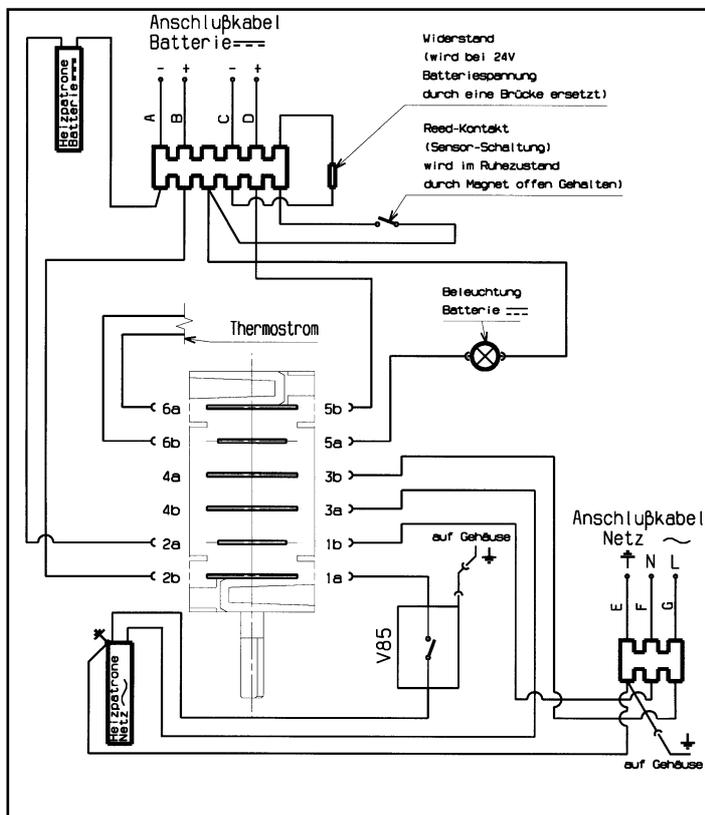 Anschlußkabel
Batterie
Widerstand
(wird bei 24V
Batteriespannung
durch eine Brücke ersetzt)
Reed-Kontakt
(Sensor-Schaltung)
wird im Ruhezustand
durch Magnet offen Gehalten)
Heizpatrone
Batterie
- + - +
A B C D
Beleuchtung
Batterie
Thermostrom
6a 5b
6b 5a
4a 3b
4b 3a
2a 1b
2b 1a
auf Gehäuse
V85
Anschlußkabel
Netz ~
N L
E F G
Heizpatrone
Netz ~
auf Gehäuse